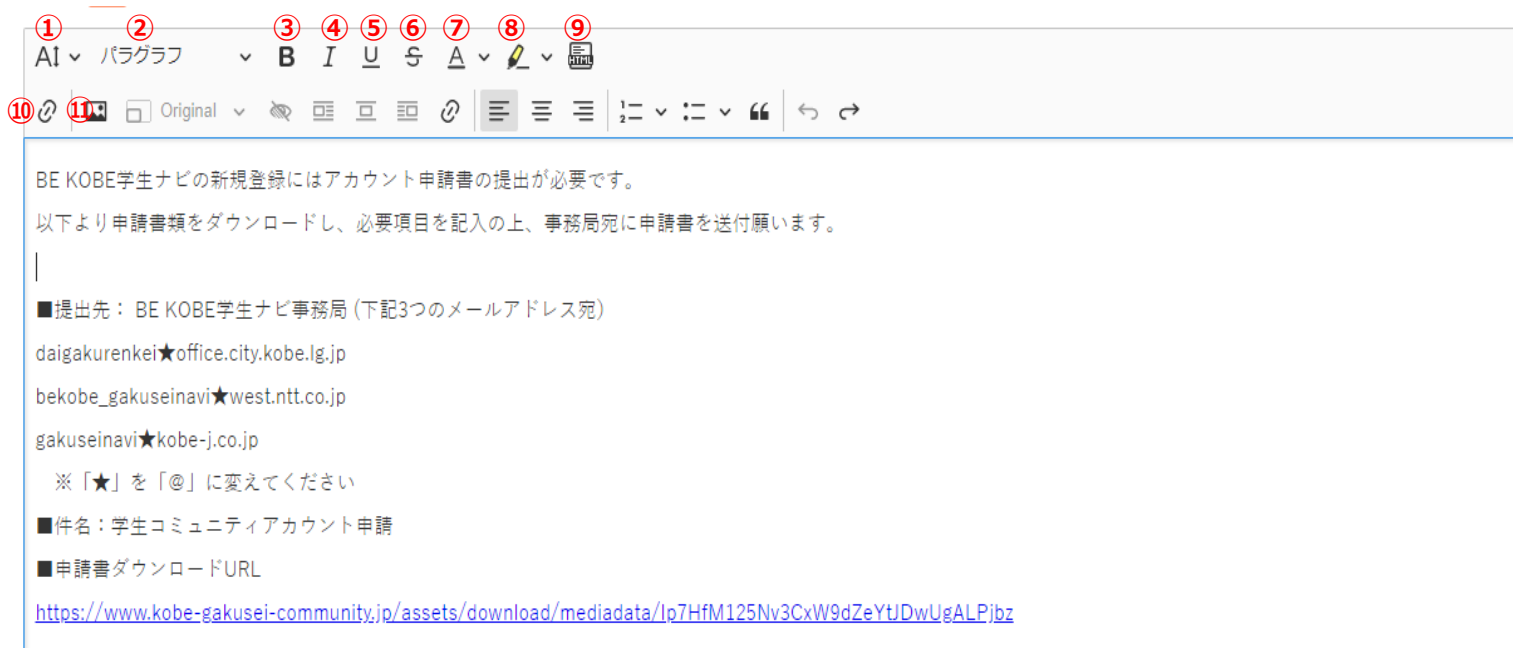 ① ② ③ ④ ⑤ ⑥ ⑦ ⑧ ⑨
AI パラグラフ B I U S A HTML
⑩ ⑪ Original
BE KOBE学生ナビの新規登録にはアカウント申請書の提出が必要です。
以下より申請書類をダウンロードし、必要項目を記入の上、事務局宛に申請書を送付願います。
■提出先： BE KOBE学生ナビ事務局 (下記3つのメールアドレス宛)
daigakurenkei★office.city.kobe.lg.jp
bekobe_gakuseinavi★west.ntt.co.jp
gakuseinavi★kobe-j.co.jp
※「★」を「@」に変えてください
■件名：学生コミュニティアカウント申請
■申請書ダウンロードURL
https://www.kobe-gakusei-community.jp/assets/download/mediadata/Ip7HfM125Nv3CxW9dZeYtJDwUgALPjbz